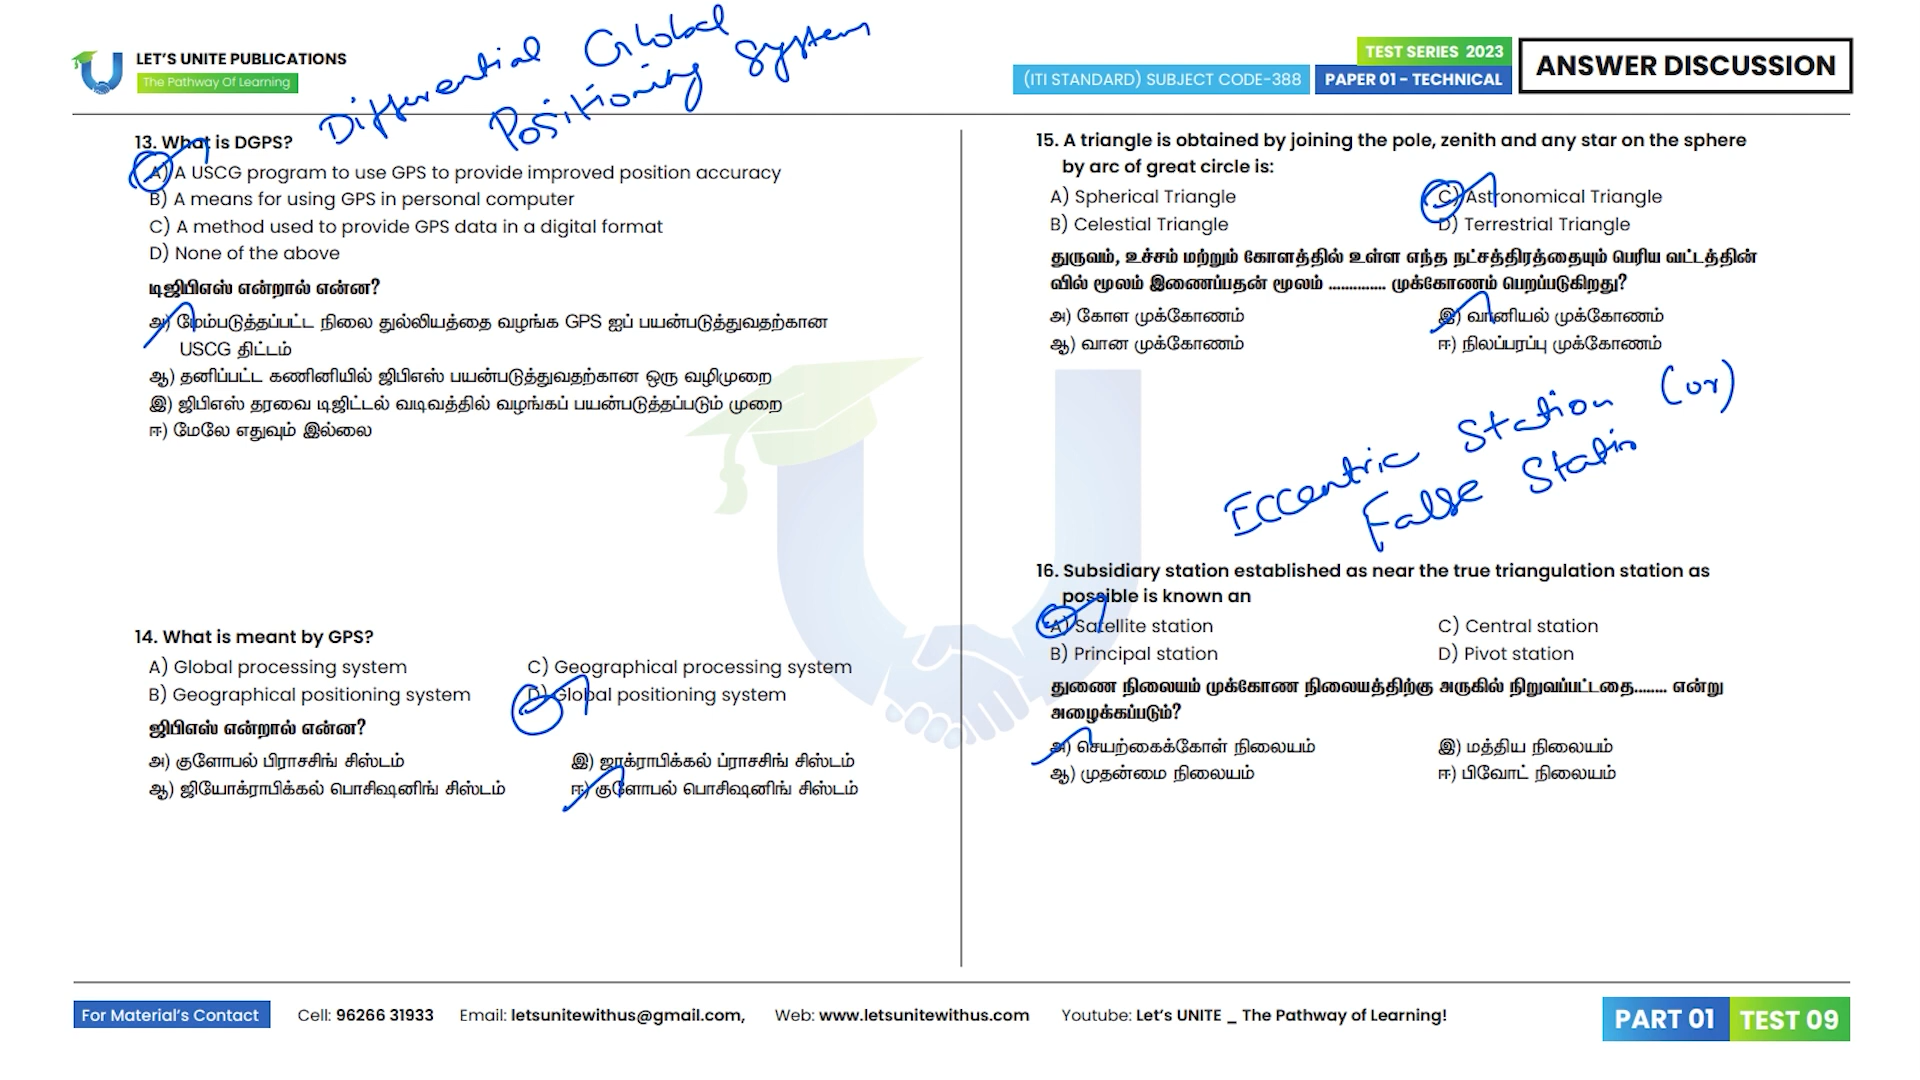 LET'S UNITE PUBLICATIONS
The Pathway Of Learning
Differential Global
Positioning System
TEST SERIES 2023
(ITI STANDARD) SUBJECT CODE-388
PAPER 01 - TECHNICAL
ANSWER DISCUSSION
13. What is DGPS?
A) A USCG program to use GPS to provide improved position accuracy
B) A means for using GPS in personal computer
C) A method used to provide GPS data in a digital format
D) None of the above
டிஜிபிஎஸ் என்றால் என்ன?
அ) மேம்படுத்தப்பட்ட நிலை துல்லியத்தை வழங்க GPS ஐப் பயன்படுத்துவதற்கான
USCG திட்டம்
ஆ) தனிப்பட்ட கணினியில் ஜிபிஎஸ் பயன்படுத்துவதற்கான ஒரு வழிமுறை
இ) ஜிபிஎஸ் தரவை டிஜிட்டல் வடிவத்தில் வழங்கப் பயன்படுத்தப்படும் முறை
ஈ) மேலே எதுவும் இல்லை
14. What is meant by GPS?
A) Global processing system
C) Geographical processing system
B) Geographical positioning system
D) Global positioning system
ஜிபிஎஸ் என்றால் என்ன?
அ) குளோபல் பிராசசிங் சிஸ்டம்
இ) ஜாக்ராபிக்கல் ப்ராசசிங் சிஸ்டம்
ஆ) ஜியோக்ராபிக்கல் பொசிஷனிங் சிஸ்டம்
ஈ) குளோபல் பொசிஷனிங் சிஸ்டம்
15. A triangle is obtained by joining the pole, zenith and any star on the sphere
by arc of great circle is:
A) Spherical Triangle
C) Astronomical Triangle
B) Celestial Triangle
D) Terrestrial Triangle
துருவம், உச்சம் மற்றும் கோளத்தில் உள்ள எந்த நட்சத்திரத்தையும் பெரிய வட்டத்தின்
வில் மூலம் இணைப்பதன் மூலம் .............. முக்கோணம் பெறப்படுகிறது?
அ) கோள முக்கோணம்
இ) வானியல் முக்கோணம்
ஆ) வான முக்கோணம்
ஈ) நிலப்பரப்பு முக்கோணம்
Eccentric Station (or)
False Statin
16. Subsidiary station established as near the true triangulation station as
possible is known an
A) Satellite station
C) Central station
B) Principal station
D) Pivot station
துணை நிலையம் முக்கோண நிலையத்திற்கு அருகில் நிறுவப்பட்டதை........ என்று
அழைக்கப்படும்?
அ) செயற்கைக்கோள் நிலையம்
இ) மத்திய நிலையம்
ஆ) முதன்மை நிலையம்
ஈ) பிவோட் நிலையம்
For Material's Contact
Cell: 96266 31933
Email: letsunitewithus@gmail.com,
Web: www.letsunitewithus.com
Youtube: Let's UNITE _ The Pathway of Learning!
PART 01
TEST 09